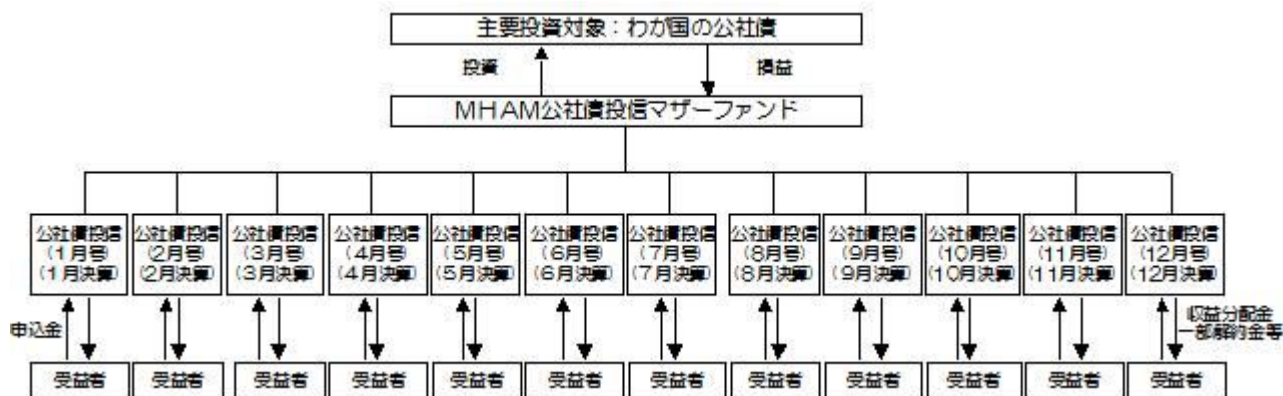 主要投資対象：わが国の公社債
投資
損益
MHAM公社債投信マザーファンド
公社債投信
(1月号)
(1月決算)
公社債投信
(2月号)
(2月決算)
公社債投信
(3月号)
(3月決算)
公社債投信
(4月号)
(4月決算)
公社債投信
(5月号)
(5月決算)
公社債投信
(6月号)
(6月決算)
公社債投信
(7月号)
(7月決算)
公社債投信
(8月号)
(8月決算)
公社債投信
(9月号)
(9月決算)
公社債投信
(10月号)
(10月決算)
公社債投信
(11月号)
(11月決算)
公社債投信
(12月号)
(12月決算)
申込金
収益分配金
一部解約金等
受益者
受益者
受益者
受益者
受益者
受益者
受益者
受益者
受益者
受益者
受益者
受益者